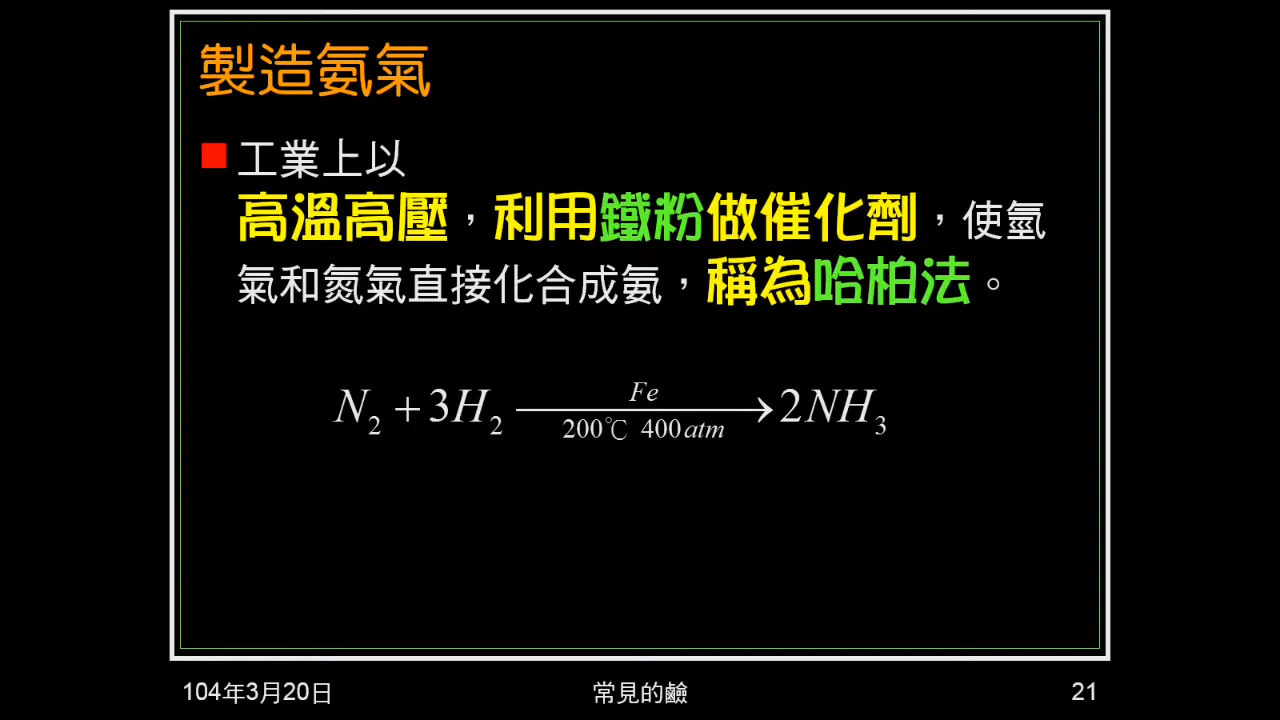 製造氨氣
工業上以
高溫高壓，利用鐵粉做催化劑，使氫
氣和氮氣直接化合成氨，稱為哈柏法。
Fe
N₂ + 3H₂ ⟶ 2NH₃
200℃ 400atm
104年3月20日 常見的鹼 21